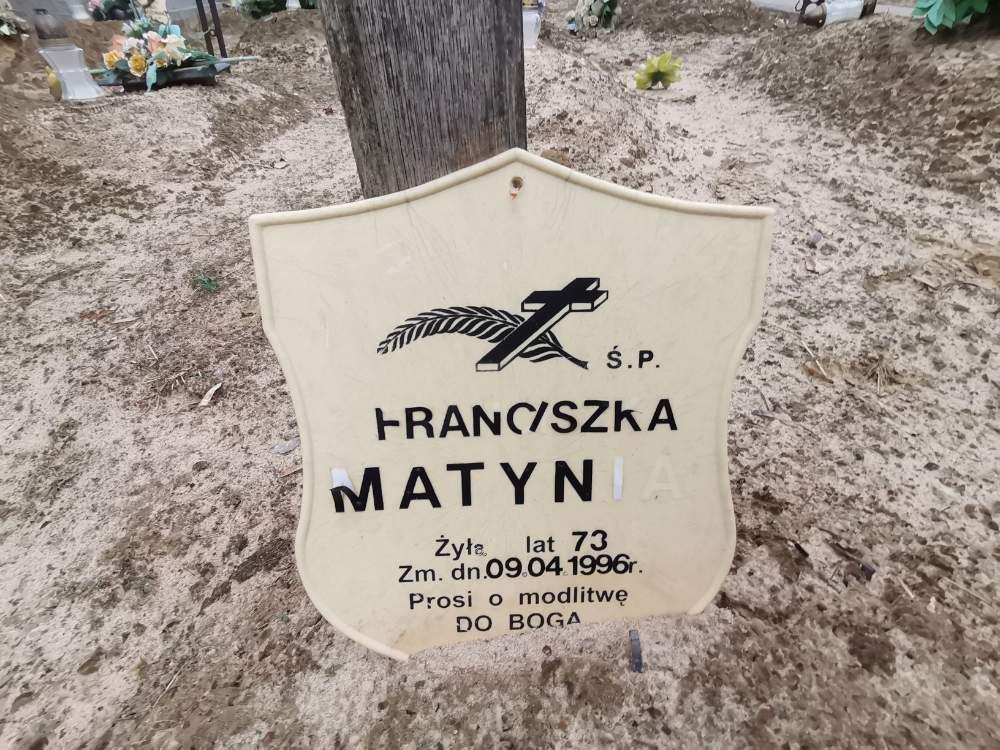 Ś.P.
FRANCISZKA
MATYNIA
Żyła lat 73
Zm. dn.09.04.1996r.
Prosi o modlitwę
DO BOGA